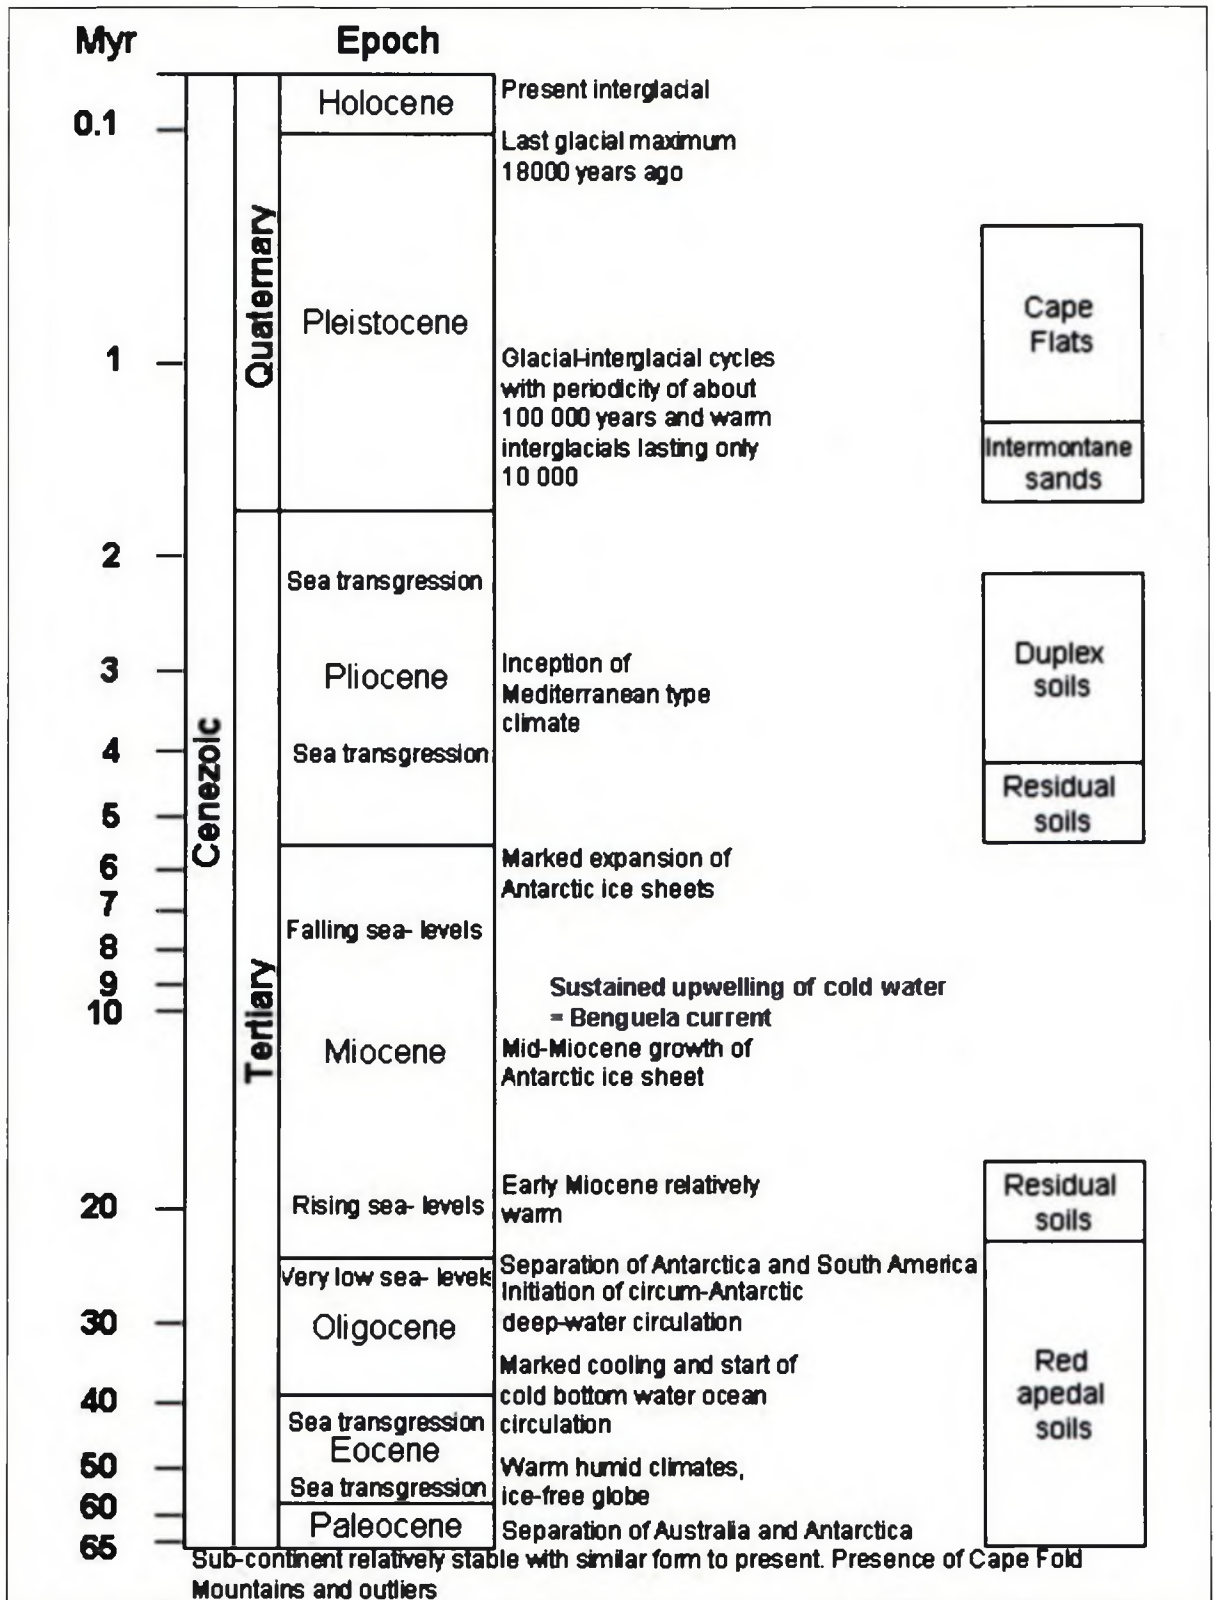 Myr
Epoch
Holocene
Present interglacial
0.1
Last glacial maximum
18000 years ago
Quaternary
Pleistocene
Cape
Flats
1
Glacial-interglacial cycles
with periodicity of about
100 000 years and warm
interglacials lasting only
10 000
Intermontane
sands
2
Sea transgression
3
Pliocene
Inception of
Mediterranean type
climate
Duplex
soils
4
Sea transgression
Cenezoic
5
Residual
soils
6
Marked expansion of
Antarctic ice sheets
7
Falling sea- levels
8
9
Sustained upwelling of cold water
= Benguela current
10
Tertiary
Miocene
Mid-Miocene growth of
Antarctic ice sheet
20
Rising sea- levels
Early Miocene relatively
warm
Residual
soils
Very low sea- levels
Separation of Antarctica and South America
Initiation of circum-Antarctic
deep-water circulation
30
Oligocene
Marked cooling and start of
cold bottom water ocean
circulation
Red
apedal
soils
40
Sea transgression
Eocene
50
Sea transgression
Warm humid climates,
ice-free globe
60
Paleocene
Separation of Australia and Antarctica
65
Sub-continent relatively stable with similar form to present. Presence of Cape Fold
Mountains and outliers